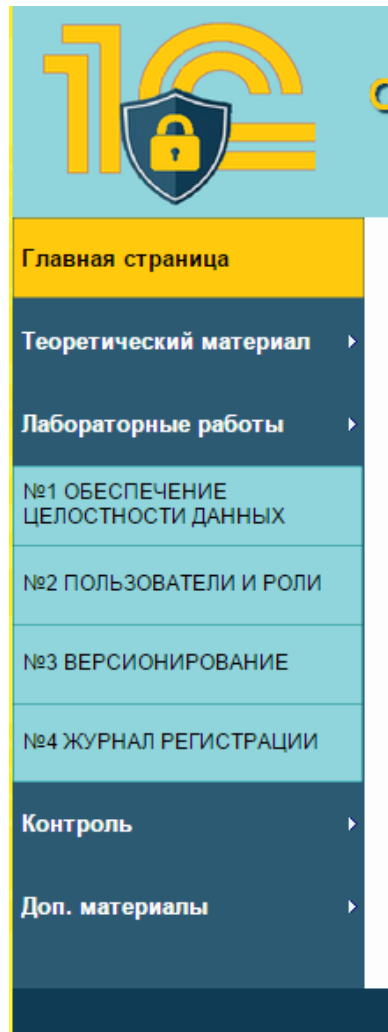 1С
Главная страница
Теоретический материал
Лабораторные работы
№1 ОБЕСПЕЧЕНИЕ
ЦЕЛОСТНОСТИ ДАННЫХ
№2 ПОЛЬЗОВАТЕЛИ И РОЛИ
№3 ВЕРСИОНИРОВАНИЕ
№4 ЖУРНАЛ РЕГИСТРАЦИИ
Контроль
Доп. материалы